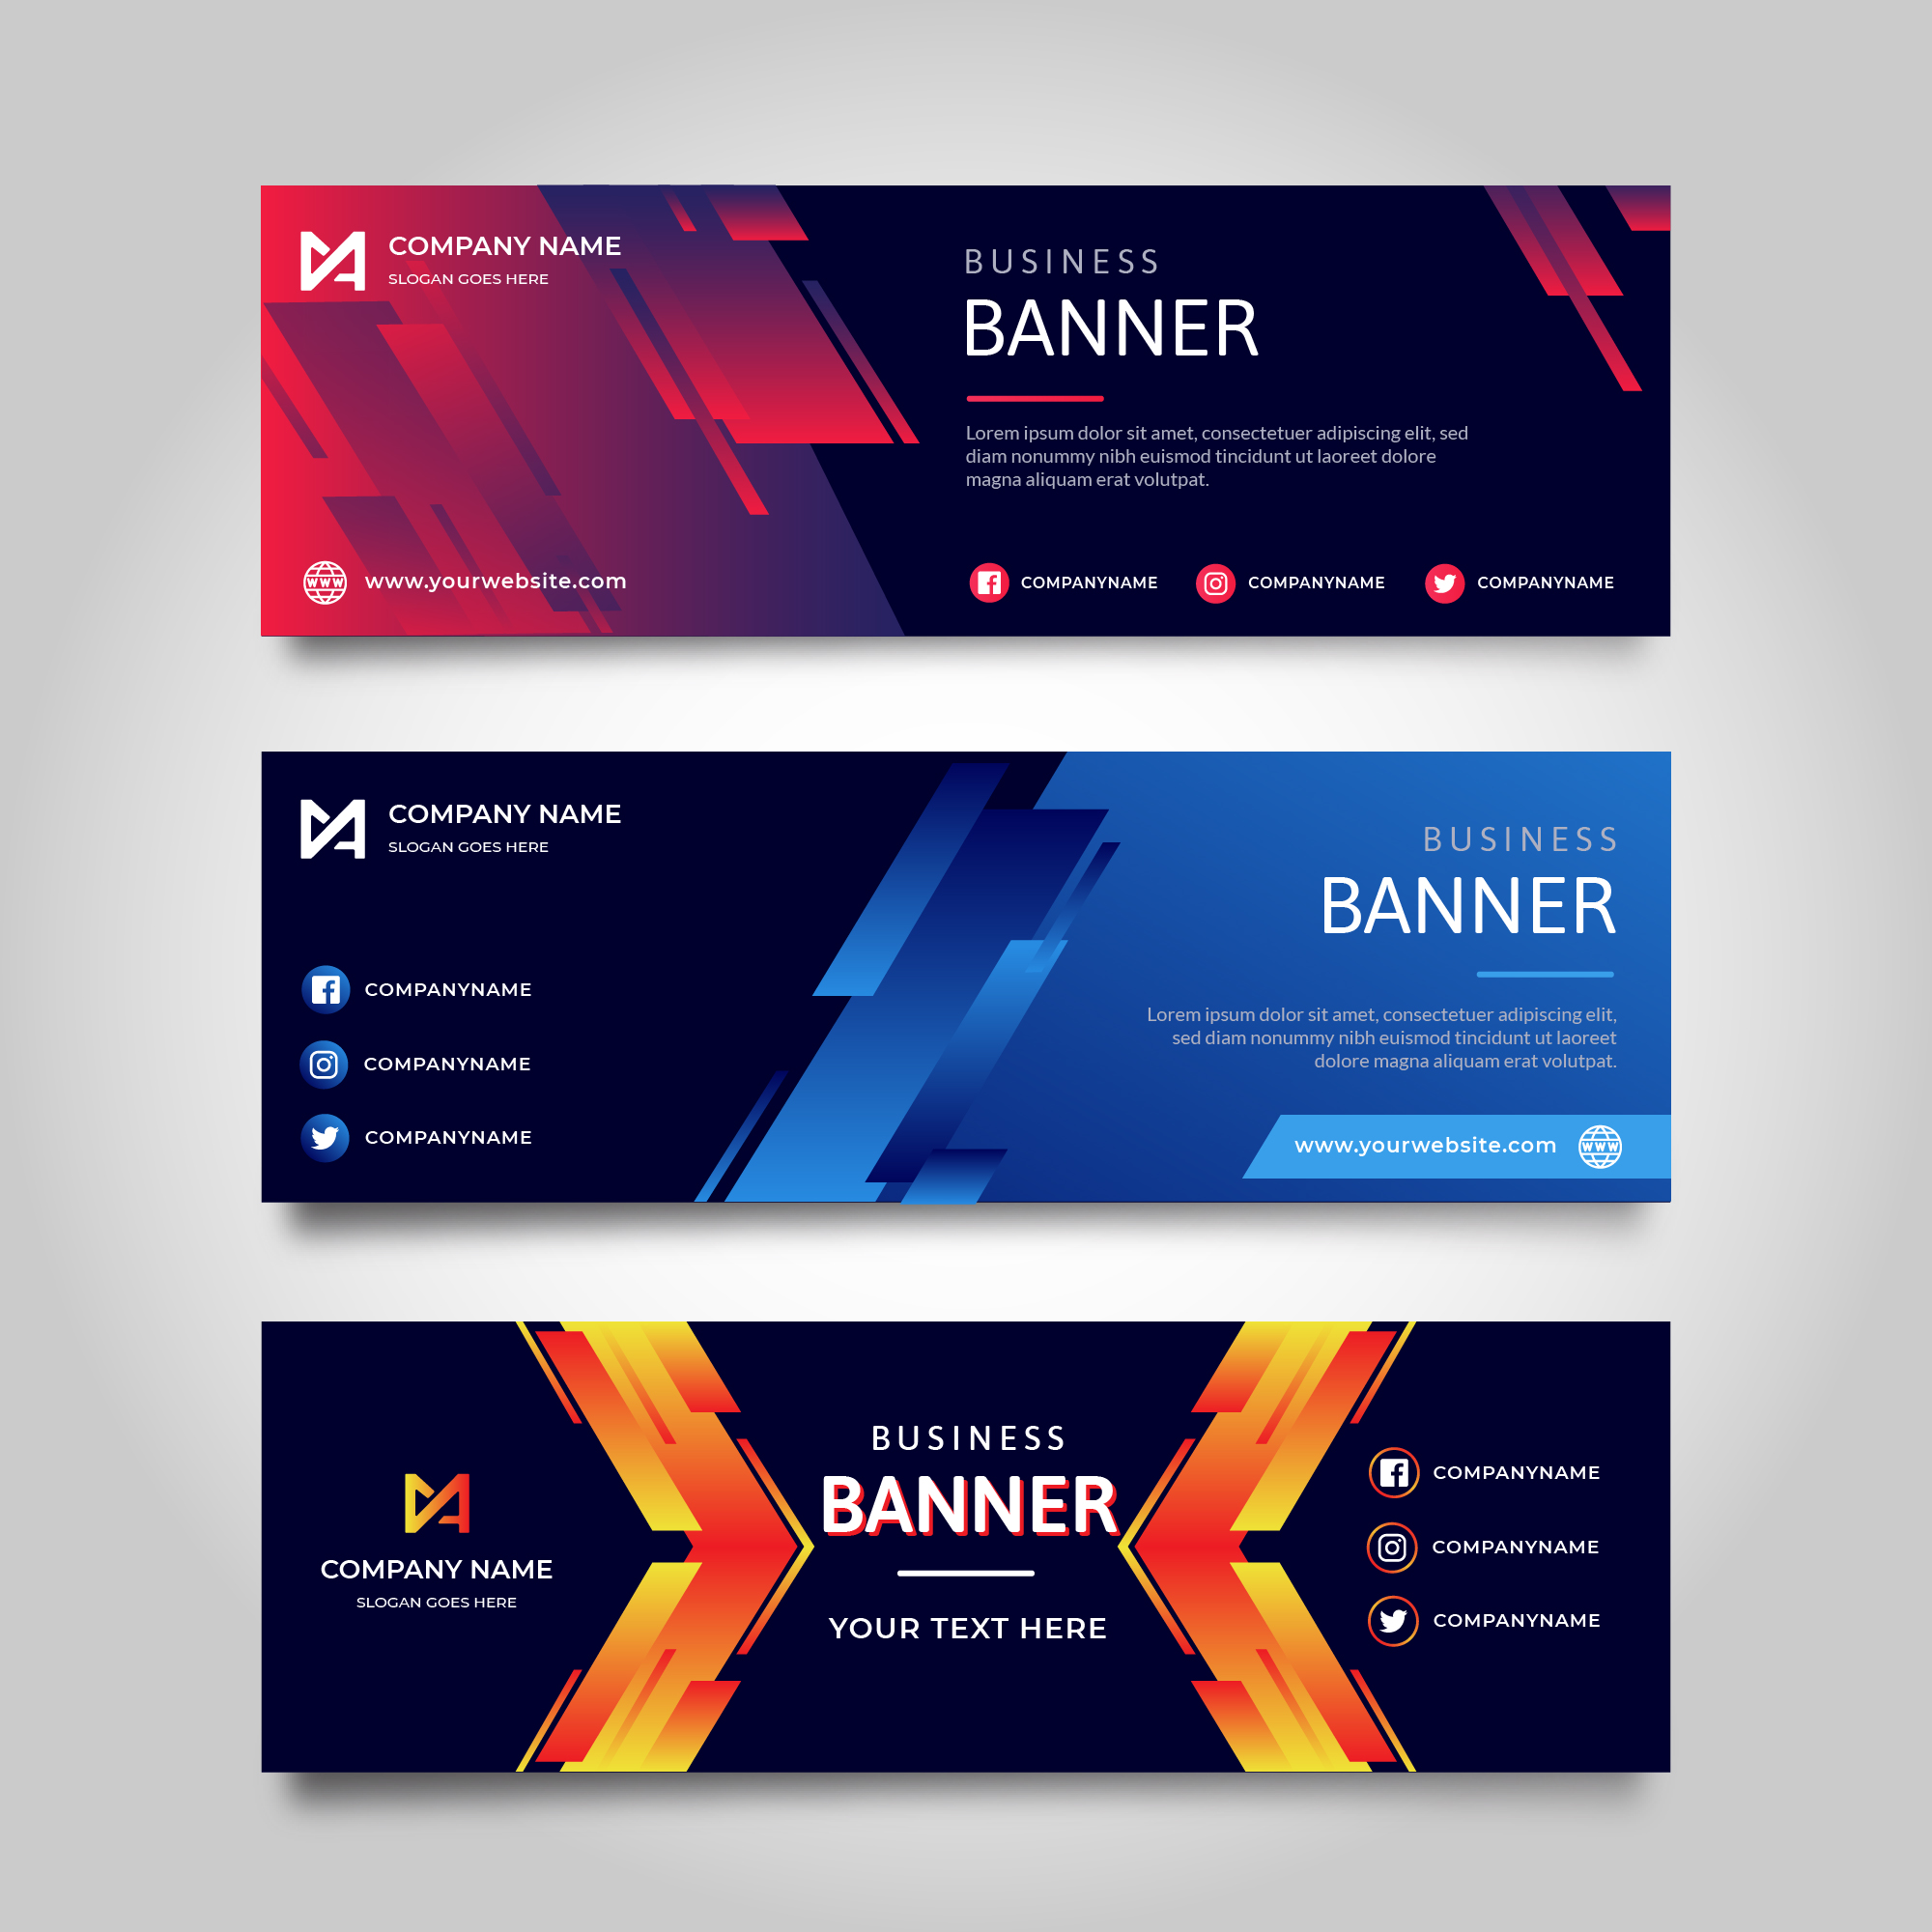 COMPANY NAME
SLOGAN GOES HERE
www.yourwebsite.com
BUSINESS
BANNER
Lorem ipsum dolor sit amet, consectetuer adipiscing elit, sed
diam nonummy nibh euismod tincidunt ut laoreet dolore
magna aliquam erat volutpat.
COMPANYNAME
COMPANYNAME
COMPANYNAME
COMPANY NAME
SLOGAN GOES HERE
COMPANYNAME
COMPANYNAME
COMPANYNAME
BUSINESS
BANNER
Lorem ipsum dolor sit amet, consectetuer adipiscing elit,
sed diam nonummy nibh euismod tincidunt ut laoreet
dolore magna aliquam erat volutpat.
www.yourwebsite.com
COMPANY NAME
SLOGAN GOES HERE
BUSINESS
BANNER
YOUR TEXT HERE
COMPANYNAME
COMPANYNAME
COMPANYNAME